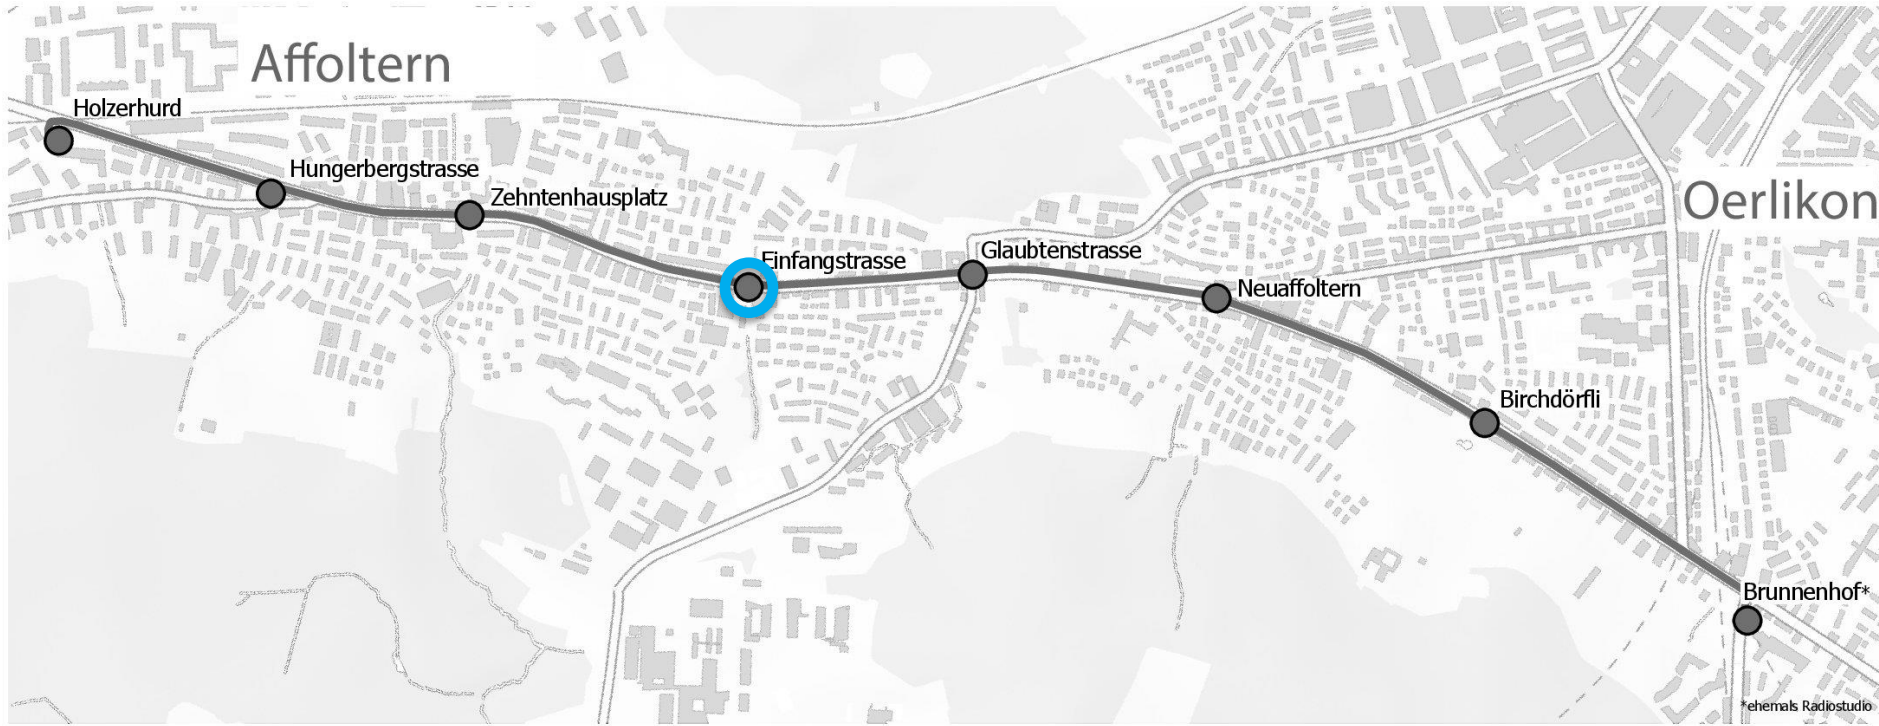 Affoltern
Holzerhurd
Hungerbergstrasse
Zehntenhausplatz
Oerlikon
Einfangstrasse
Glaubtenstrasse
Neuaffoltern
Birchdörfli
Brunnenhof*
*ehemals Radiostudio